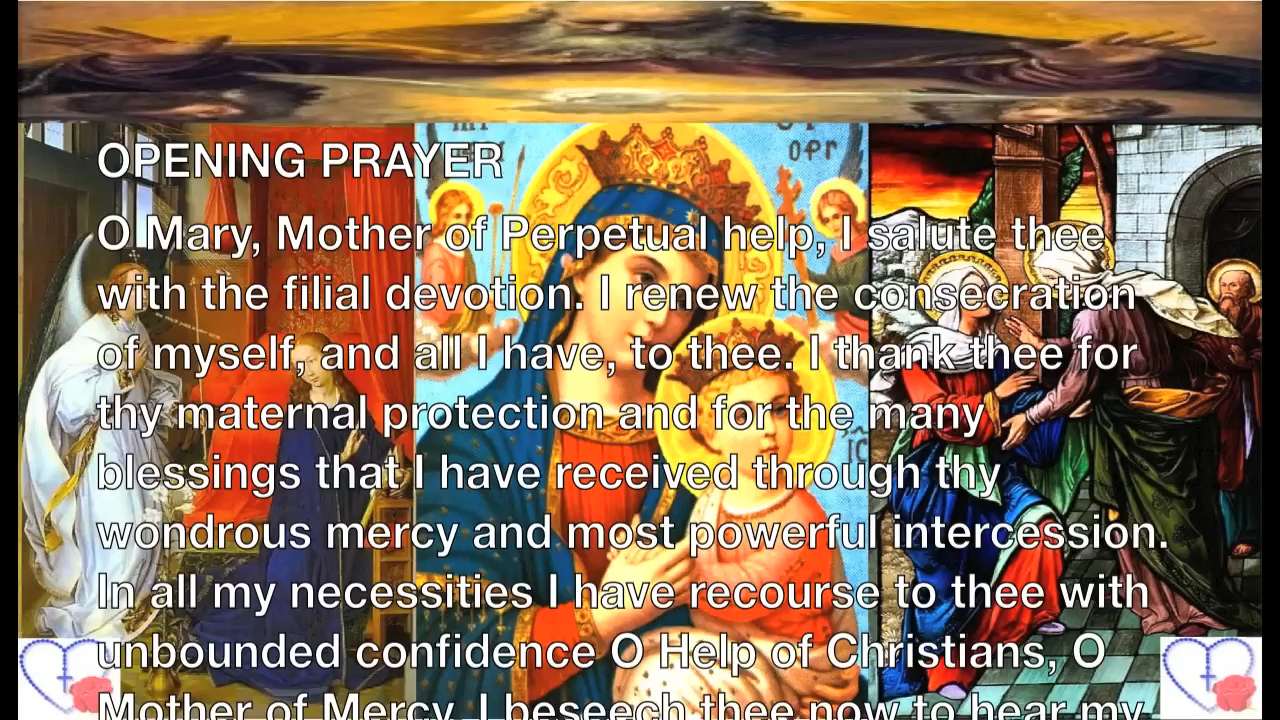 OPENING PRAYER
O Mary, Mother of Perpetual help, I salute thee
with the filial devotion. I renew the consecration
of myself, and all I have, to thee. I thank thee for
thy maternal protection and for the many
blessings that I have received through thy
wondrous mercy and most powerful intercession.
In all my necessities I have recourse to thee with
unbounded confidence O Help of Christians, O
Mother of Mercy, I beseech thee now to hear my